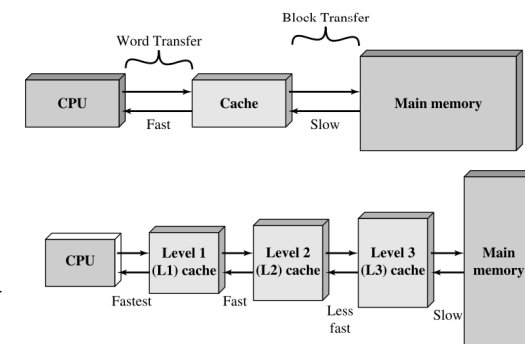 Block Transfer
Word Transfer
CPU
Cache
Main memory
Fast
Slow
CPU
Level 1
(L1) cache
Level 2
(L2) cache
Level 3
(L3) cache
Main
memory
Fastest
Fast
Less
fast
Slow